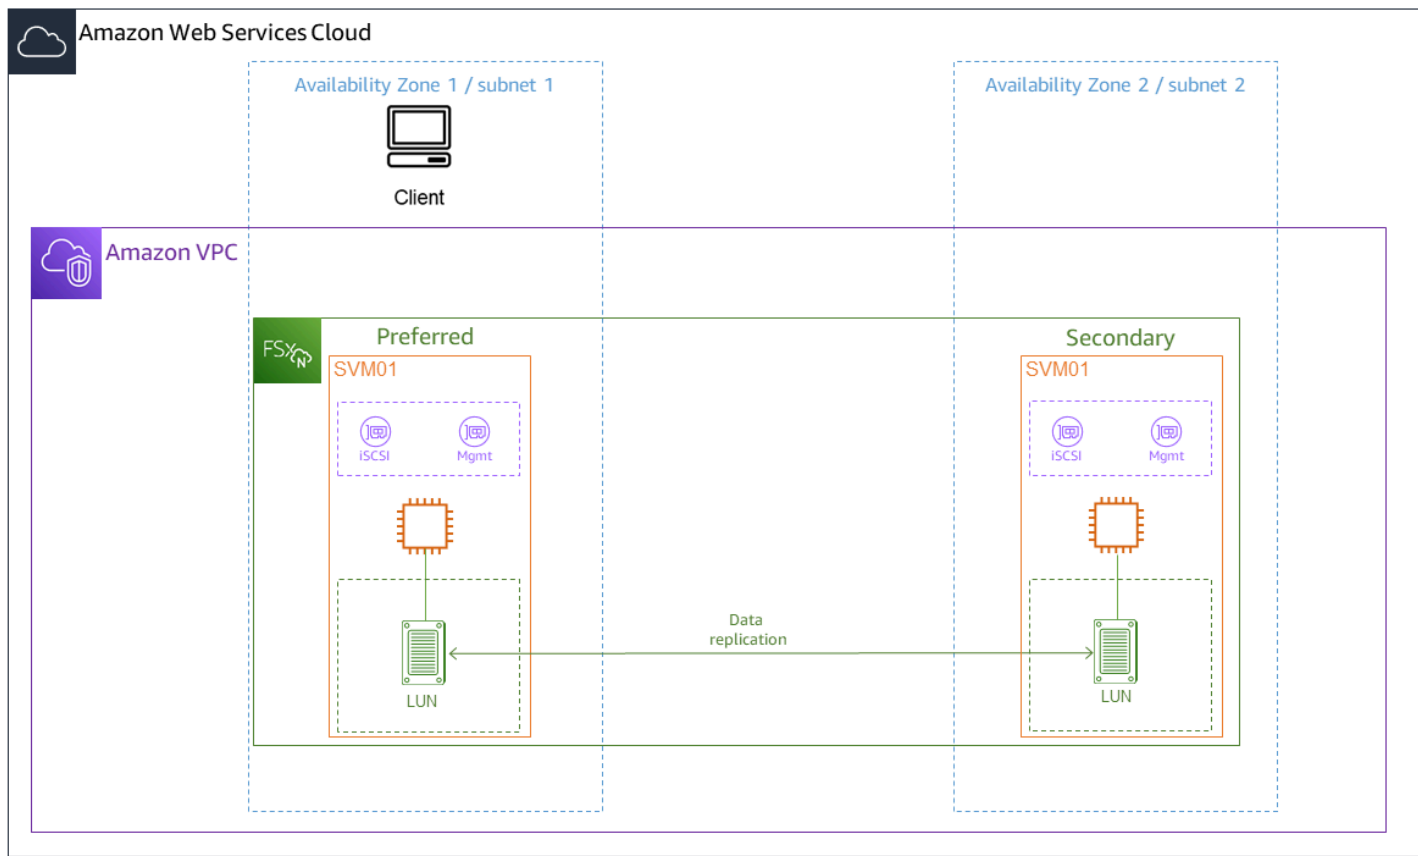 Amazon Web Services Cloud
Availability Zone 1 / subnet 1
Availability Zone 2 / subnet 2
Client
Amazon VPC
FSx
N
Preferred
Secondary
SVM01
SVM01
iSCSI
Mgmt
iSCSI
Mgmt
Data
replication
LUN
LUN